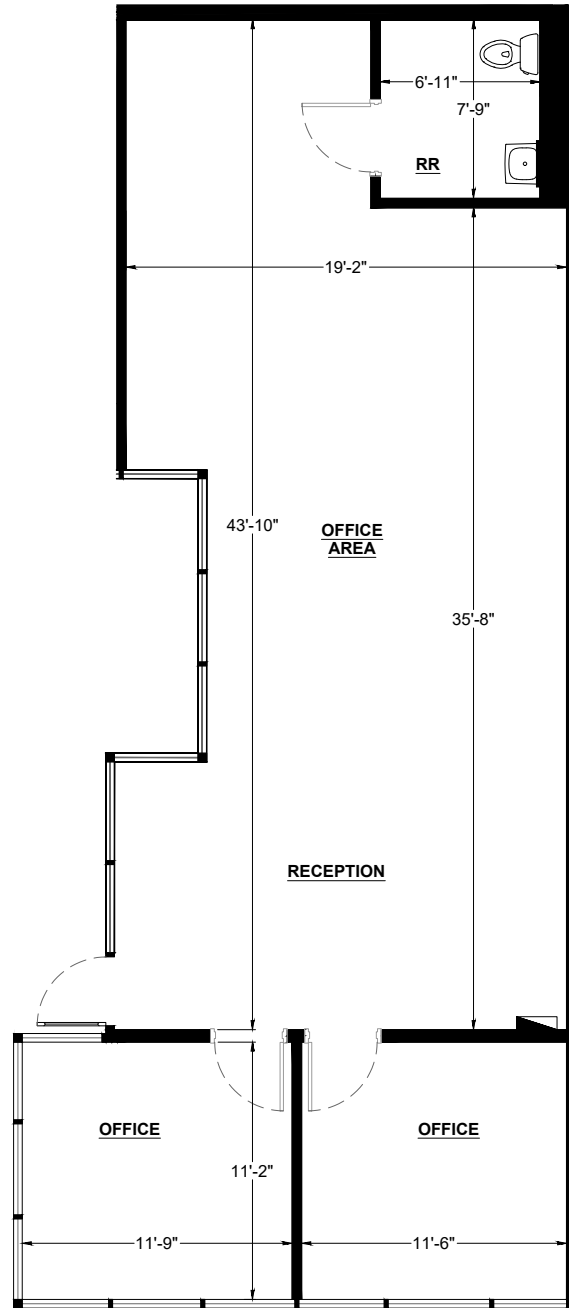 6'-11"
7'-9"
RR
19'-2"
43'-10"
OFFICE
AREA
35'-8"
RECEPTION
OFFICE
OFFICE
11'-2"
11'-9"
11'-6"